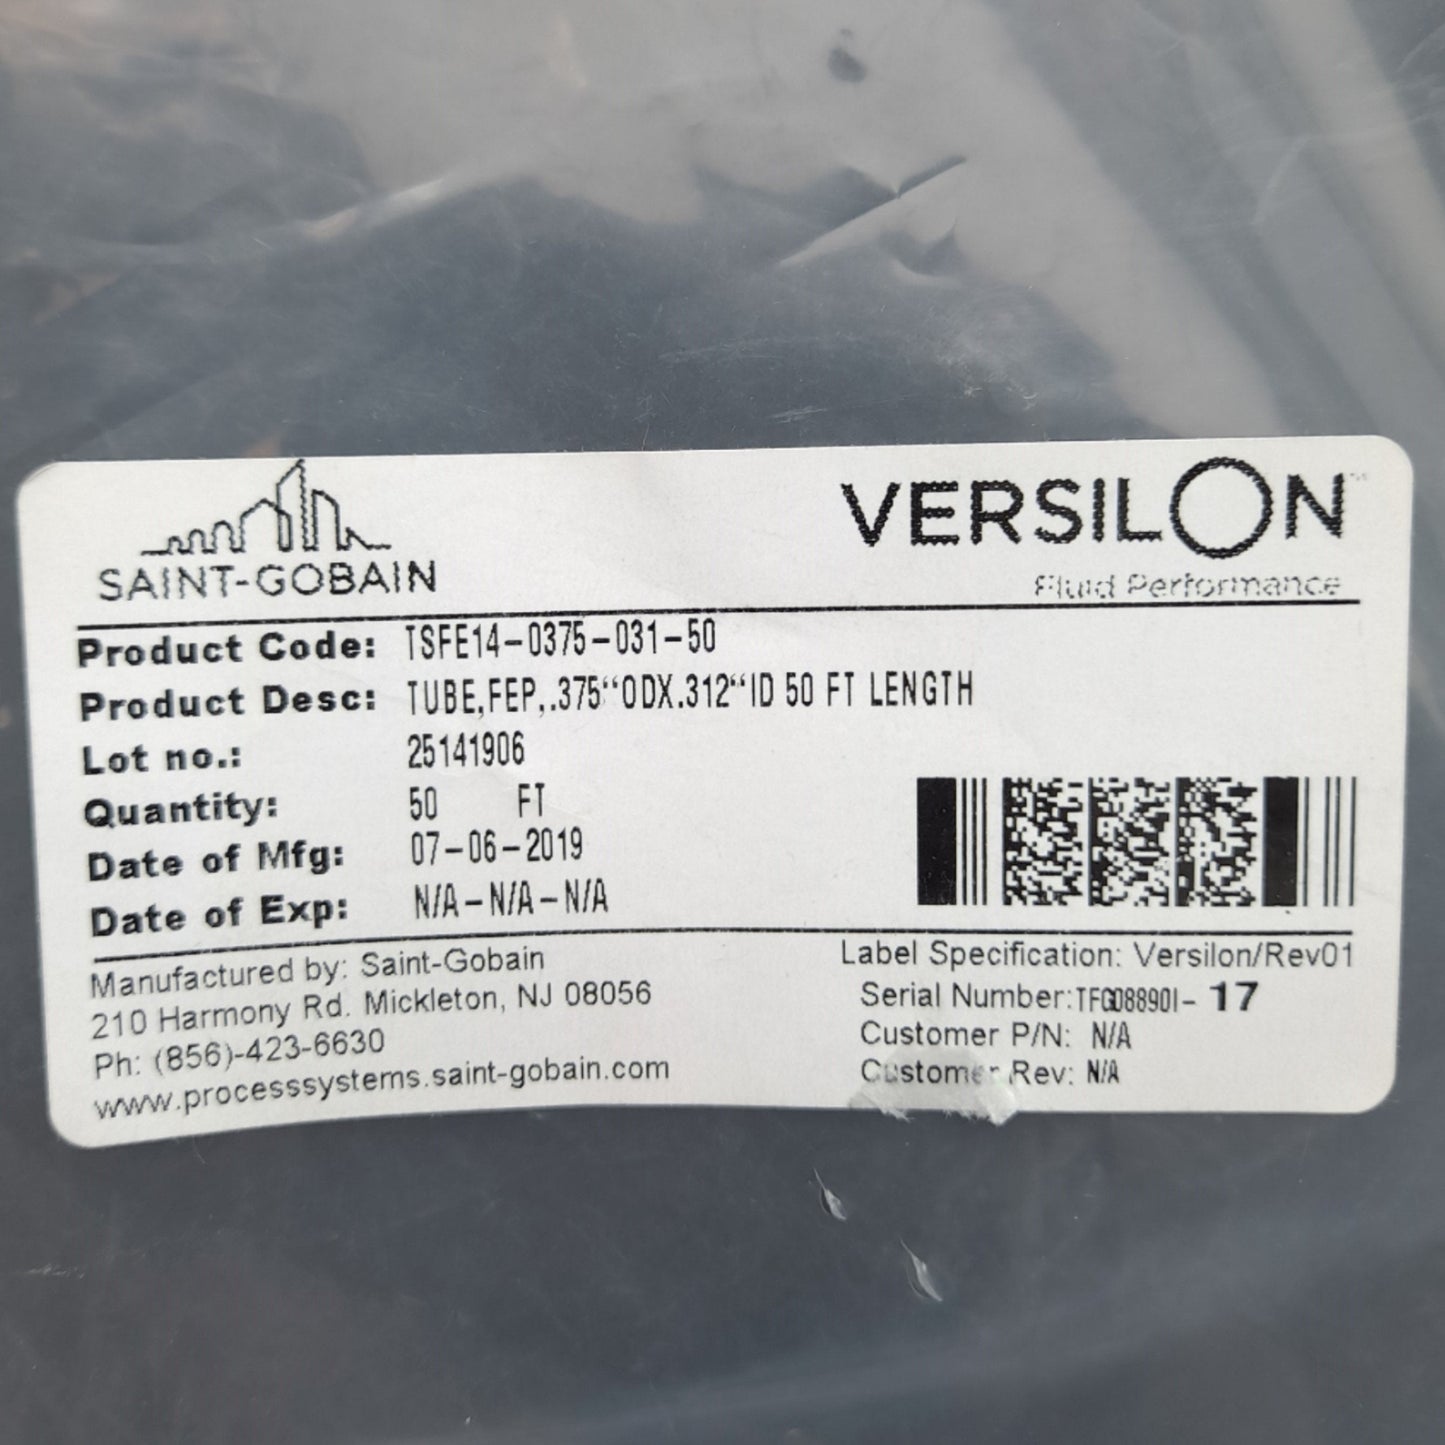 SAINT-GOBAIN
VERSILON™
Fluid Performance
Product Code: TSFE14-0375-031-50
Product Desc: TUBE,FEP,.375“ODX.312“ID 50 FT LENGTH
Lot no.: 25141906
Quantity: 50 FT
Date of Mfg: 07-06-2019
Date of Exp: N/A-N/A-N/A
Manufactured by: Saint-Gobain
210 Harmony Rd. Mickleton, NJ 08056
Ph: (856)-423-6630
www.processsystems.saint-gobain.com
Label Specification: Versilon/Rev01
Serial Number: 17
Customer P/N: N/A
Customer Rev: N/A